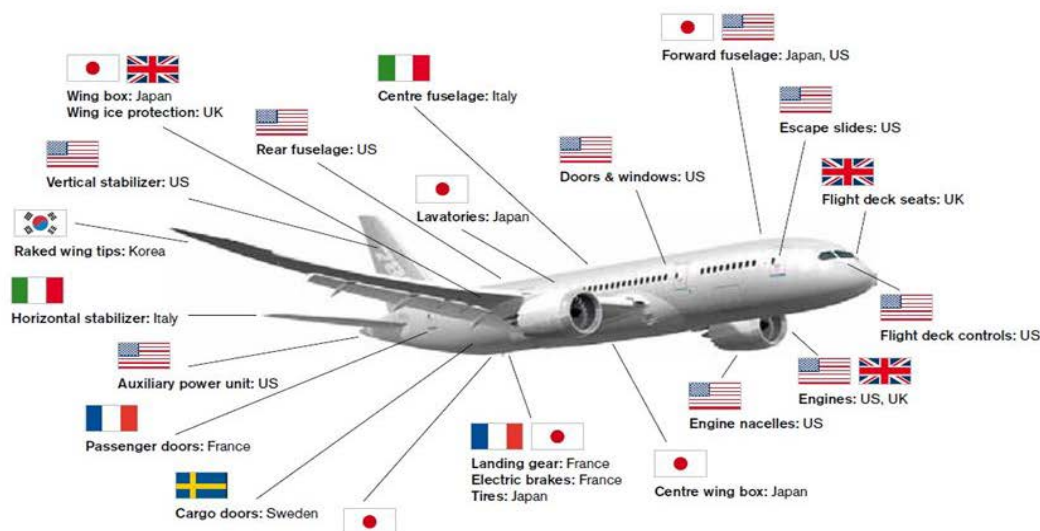 Forward fuselage: Japan, US
Wing box: Japan
Wing ice protection: UK
Centre fuselage: Italy
Escape slides: US
Rear fuselage: US
Doors & windows: US
Vertical stabilizer: US
Flight deck seats: UK
Lavatories: Japan
Raked wing tips: Korea
Horizontal stabilizer: Italy
Flight deck controls: US
Auxiliary power unit: US
Engines: US, UK
Engine nacelles: US
Passenger doors: France
Landing gear: France
Electric brakes: France
Tires: Japan
Centre wing box: Japan
Cargo doors: Sweden